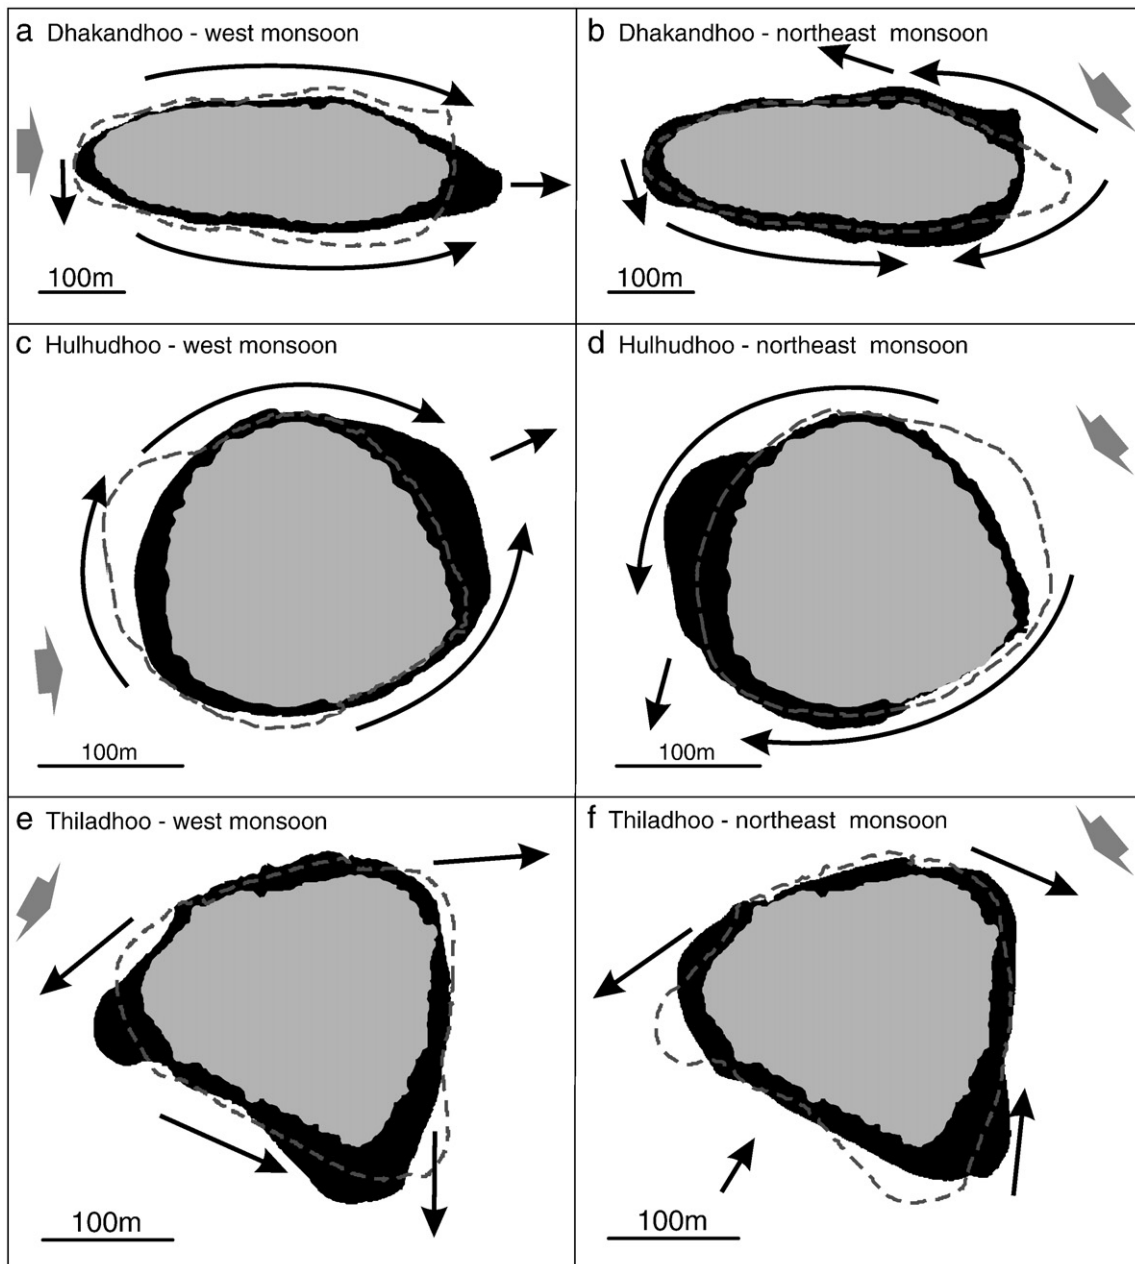 a Dhakandhoo - west monsoon
b Dhakandhoo - northeast monsoon
100m
100m
c Hulhudhoo - west monsoon
d Hulhudhoo - northeast monsoon
100m
100m
e Thiladhoo - west monsoon
f Thiladhoo - northeast monsoon
100m
100m